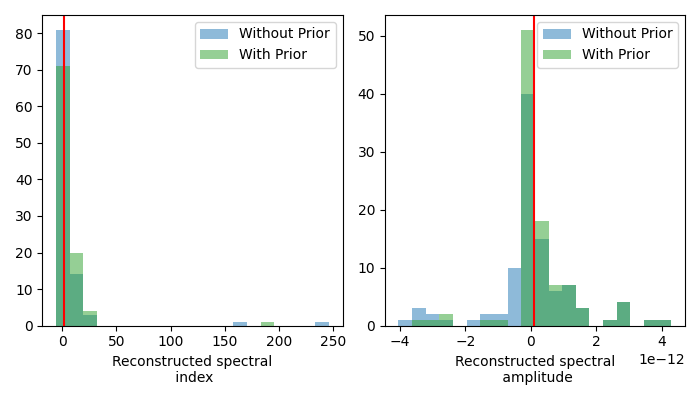 80
70
60
50
40
30
20
10
0
0 50 100 150 200 250
Without Prior
With Prior
Reconstructed spectral
index
50
40
30
20
10
0
−4 −2 0 2 4
1e−12
Without Prior
With Prior
Reconstructed spectral
amplitude